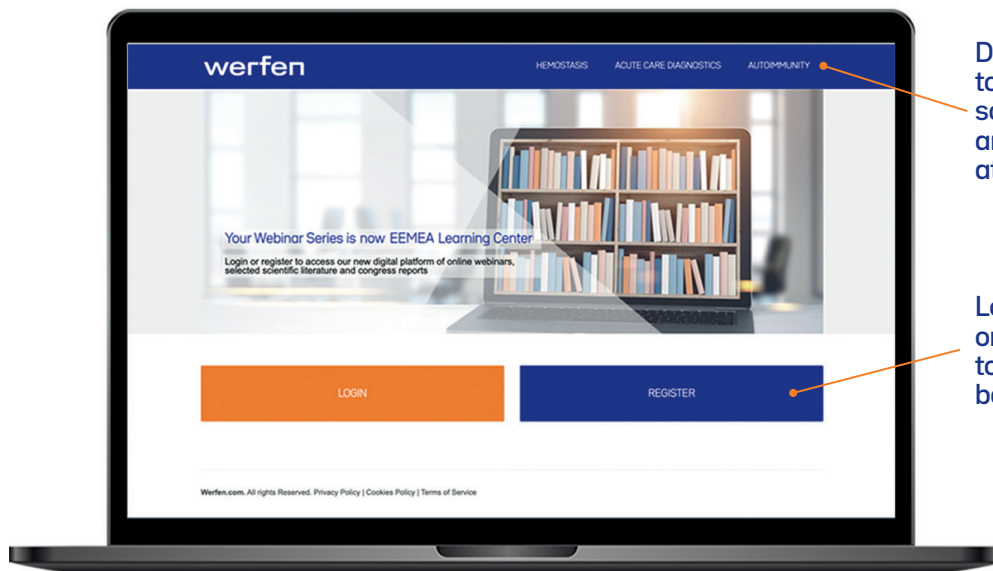 werfen
HEMOSTASIS ACUTE CARE DIAGNOSTICS AUTOIMMUNITY
Your Webinar Series is now EEMEA Learning Center
Login or register to access our new digital platform of online webinars,
selected scientific literature and congress reports
LOGIN REGISTER
Werfen.com. All rights Reserved. Privacy Policy | Cookies Policy | Terms of Service